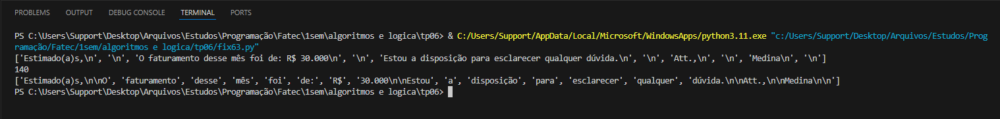 PROBLEMS OUTPUT DEBUG CONSOLE TERMINAL PORTS
PS C:\Users\Support\Desktop\Arquivos\Estudos\Programação\Fatec\1sem\algoritmos e logica\tp06> & C:/Users/Support/AppData/Local/Microsoft/WindowsApps/python3.11.exe "c:/Users/Support/Desktop/Arquivos/Estudos/Prog
ramação/Fatec/1sem/algoritmos e logica/tp06/fix63.py"
['Estimado(a)s,\n', '\n', 'O faturamento desse mês foi de: R$ 30.000\n', '\n', 'Estou a disposição para esclarecer qualquer dúvida.\n', '\n', 'Att.,\n', '\n', 'Medina\n', '\n']
140
['Estimado(a)s,\n\nO', 'faturamento', 'desse', 'mês', 'foi', 'de:', 'R$', '30.000\n\nEstou', 'a', 'disposição', 'para', 'esclarecer', 'qualquer', 'dúvida.\n\nAtt.,\n\nMedina\n\n']
PS C:\Users\Support\Desktop\Arquivos\Estudos\Programação\Fatec\1sem\algoritmos e logica\tp06>